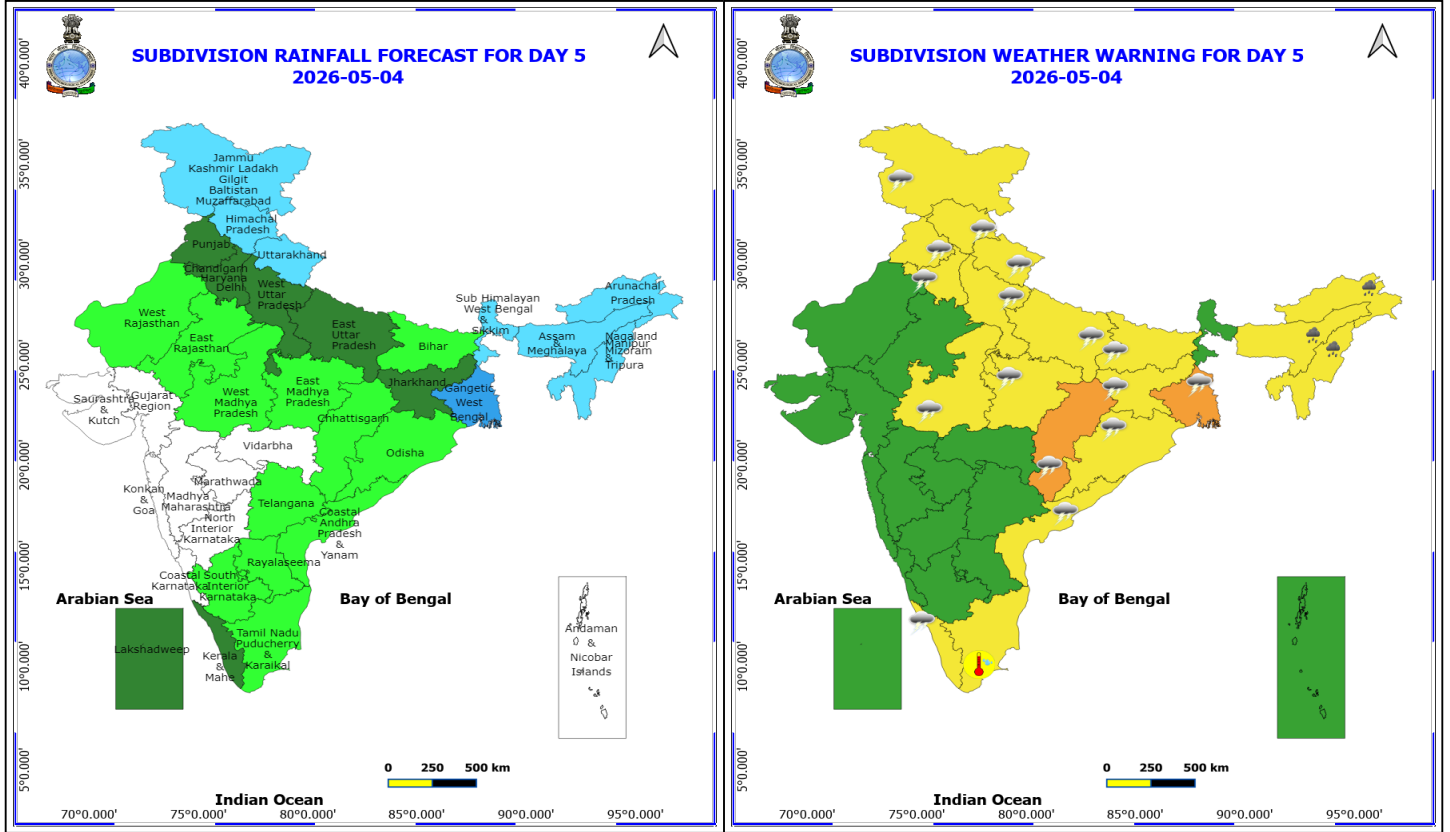 SUBDIVISION RAINFALL FORECAST FOR DAY 5
2026-05-04
40°0.000'
35°0.000'
30°0.000'
25°0.000'
20°0.000'
15°0.000'
10°0.000'
5°0.000'
Jammu
Kashmir Ladakh
Gilgit
Baltistan
Muzaffarabad
Himachal
Pradesh
Punjab
Uttarakhand
Chandigarh
Haryana
Delhi
West
Uttar
Pradesh
East
Uttar
Pradesh
West
Rajasthan
East
Rajasthan
Bihar
Sub Himalayan
West Bengal
&
Sikkim
Arunachal
Pradesh
Assam
&
Meghalaya
Nagaland
Manipur
Mizoram
&
Tripura
Jharkhand
Gangetic
West
Bengal
Saurashtra
&
Kutch
Gujarat
Region
West
Madhya
Pradesh
East
Madhya
Pradesh
Chhattisgarh
Odisha
Vidarbha
Marathwada
Konkan
&
Goa
Madhya
Maharashtra
North
Interior
Karnataka
Telangana
Coastal
Andhra
Pradesh
&
Yanam
Rayalaseema
Coastal
Karnataka
South
Interior
Karnataka
Tamil Nadu
Puducherry
&
Karaikal
Kerala
&
Mahe
Lakshadweep
Andaman
&
Nicobar
Islands
Arabian Sea
Bay of Bengal
Indian Ocean
0 250 500 km
70°0.000' 75°0.000' 80°0.000' 85°0.000' 90°0.000' 95°0.000'
SUBDIVISION WEATHER WARNING FOR DAY 5
2026-05-04
40°0.000'
35°0.000'
30°0.000'
25°0.000'
20°0.000'
15°0.000'
10°0.000'
5°0.000'
Arabian Sea
Bay of Bengal
Indian Ocean
0 250 500 km
70°0.000' 75°0.000' 80°0.000' 85°0.000' 90°0.000' 95°0.000'